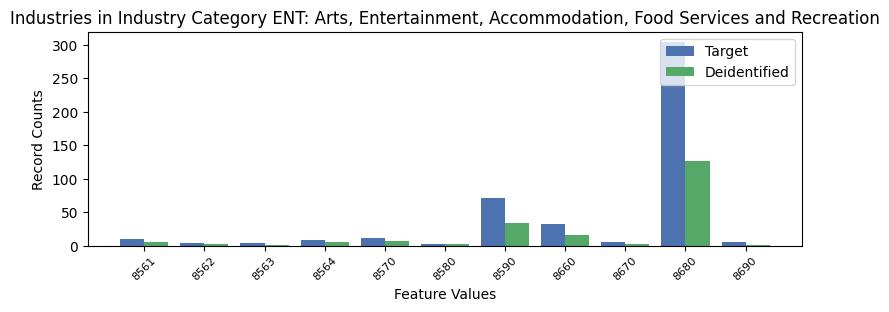 Industries in Industry Category ENT: Arts, Entertainment, Accommodation, Food Services and Recreation
Record Counts
300
250
200
150
100
50
0
Target
Deidentified
8561 8562 8563 8564 8570 8580 8590 8660 8670 8680 8690
Feature Values